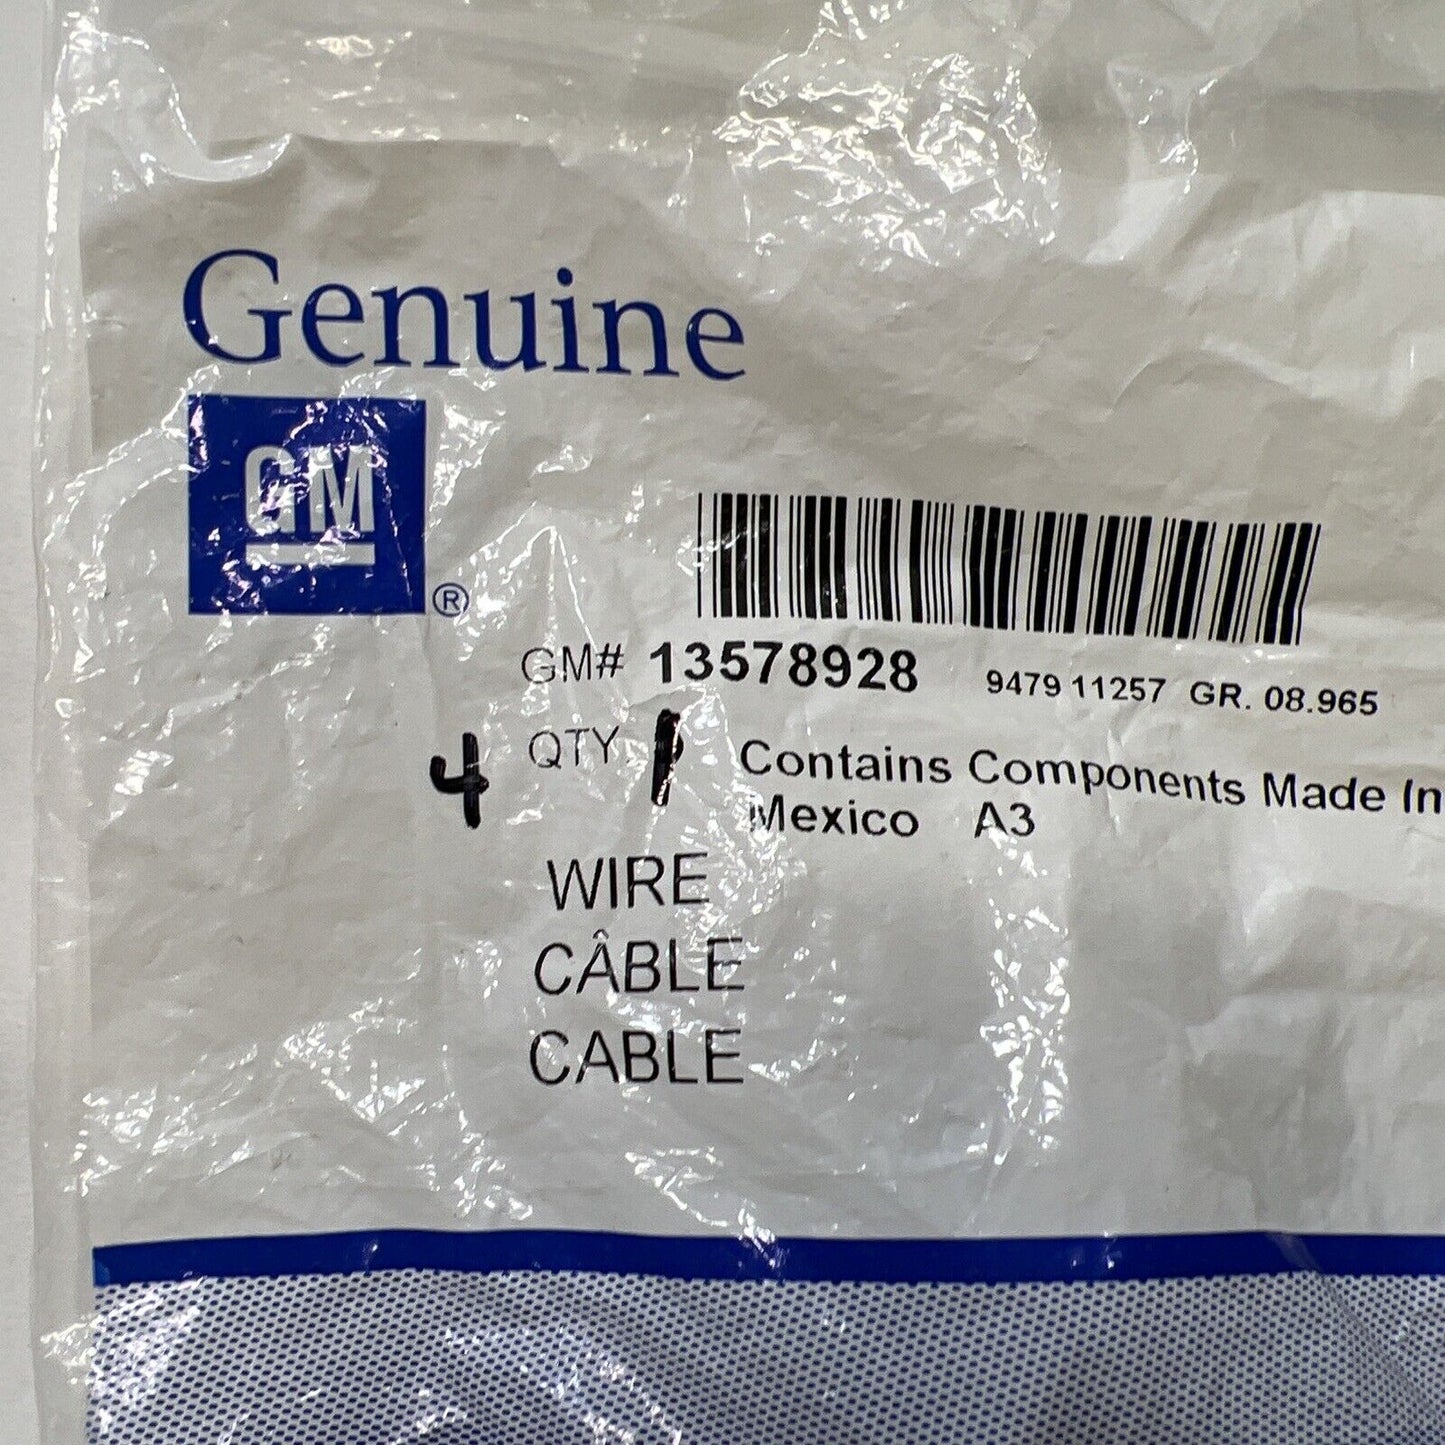 Genuine
GM
®
GM# 13578928 9479 11257 GR. 08.965
4 QTY 1 Contains Components Made In
Mexico A3
WIRE
CÂBLE
CABLE